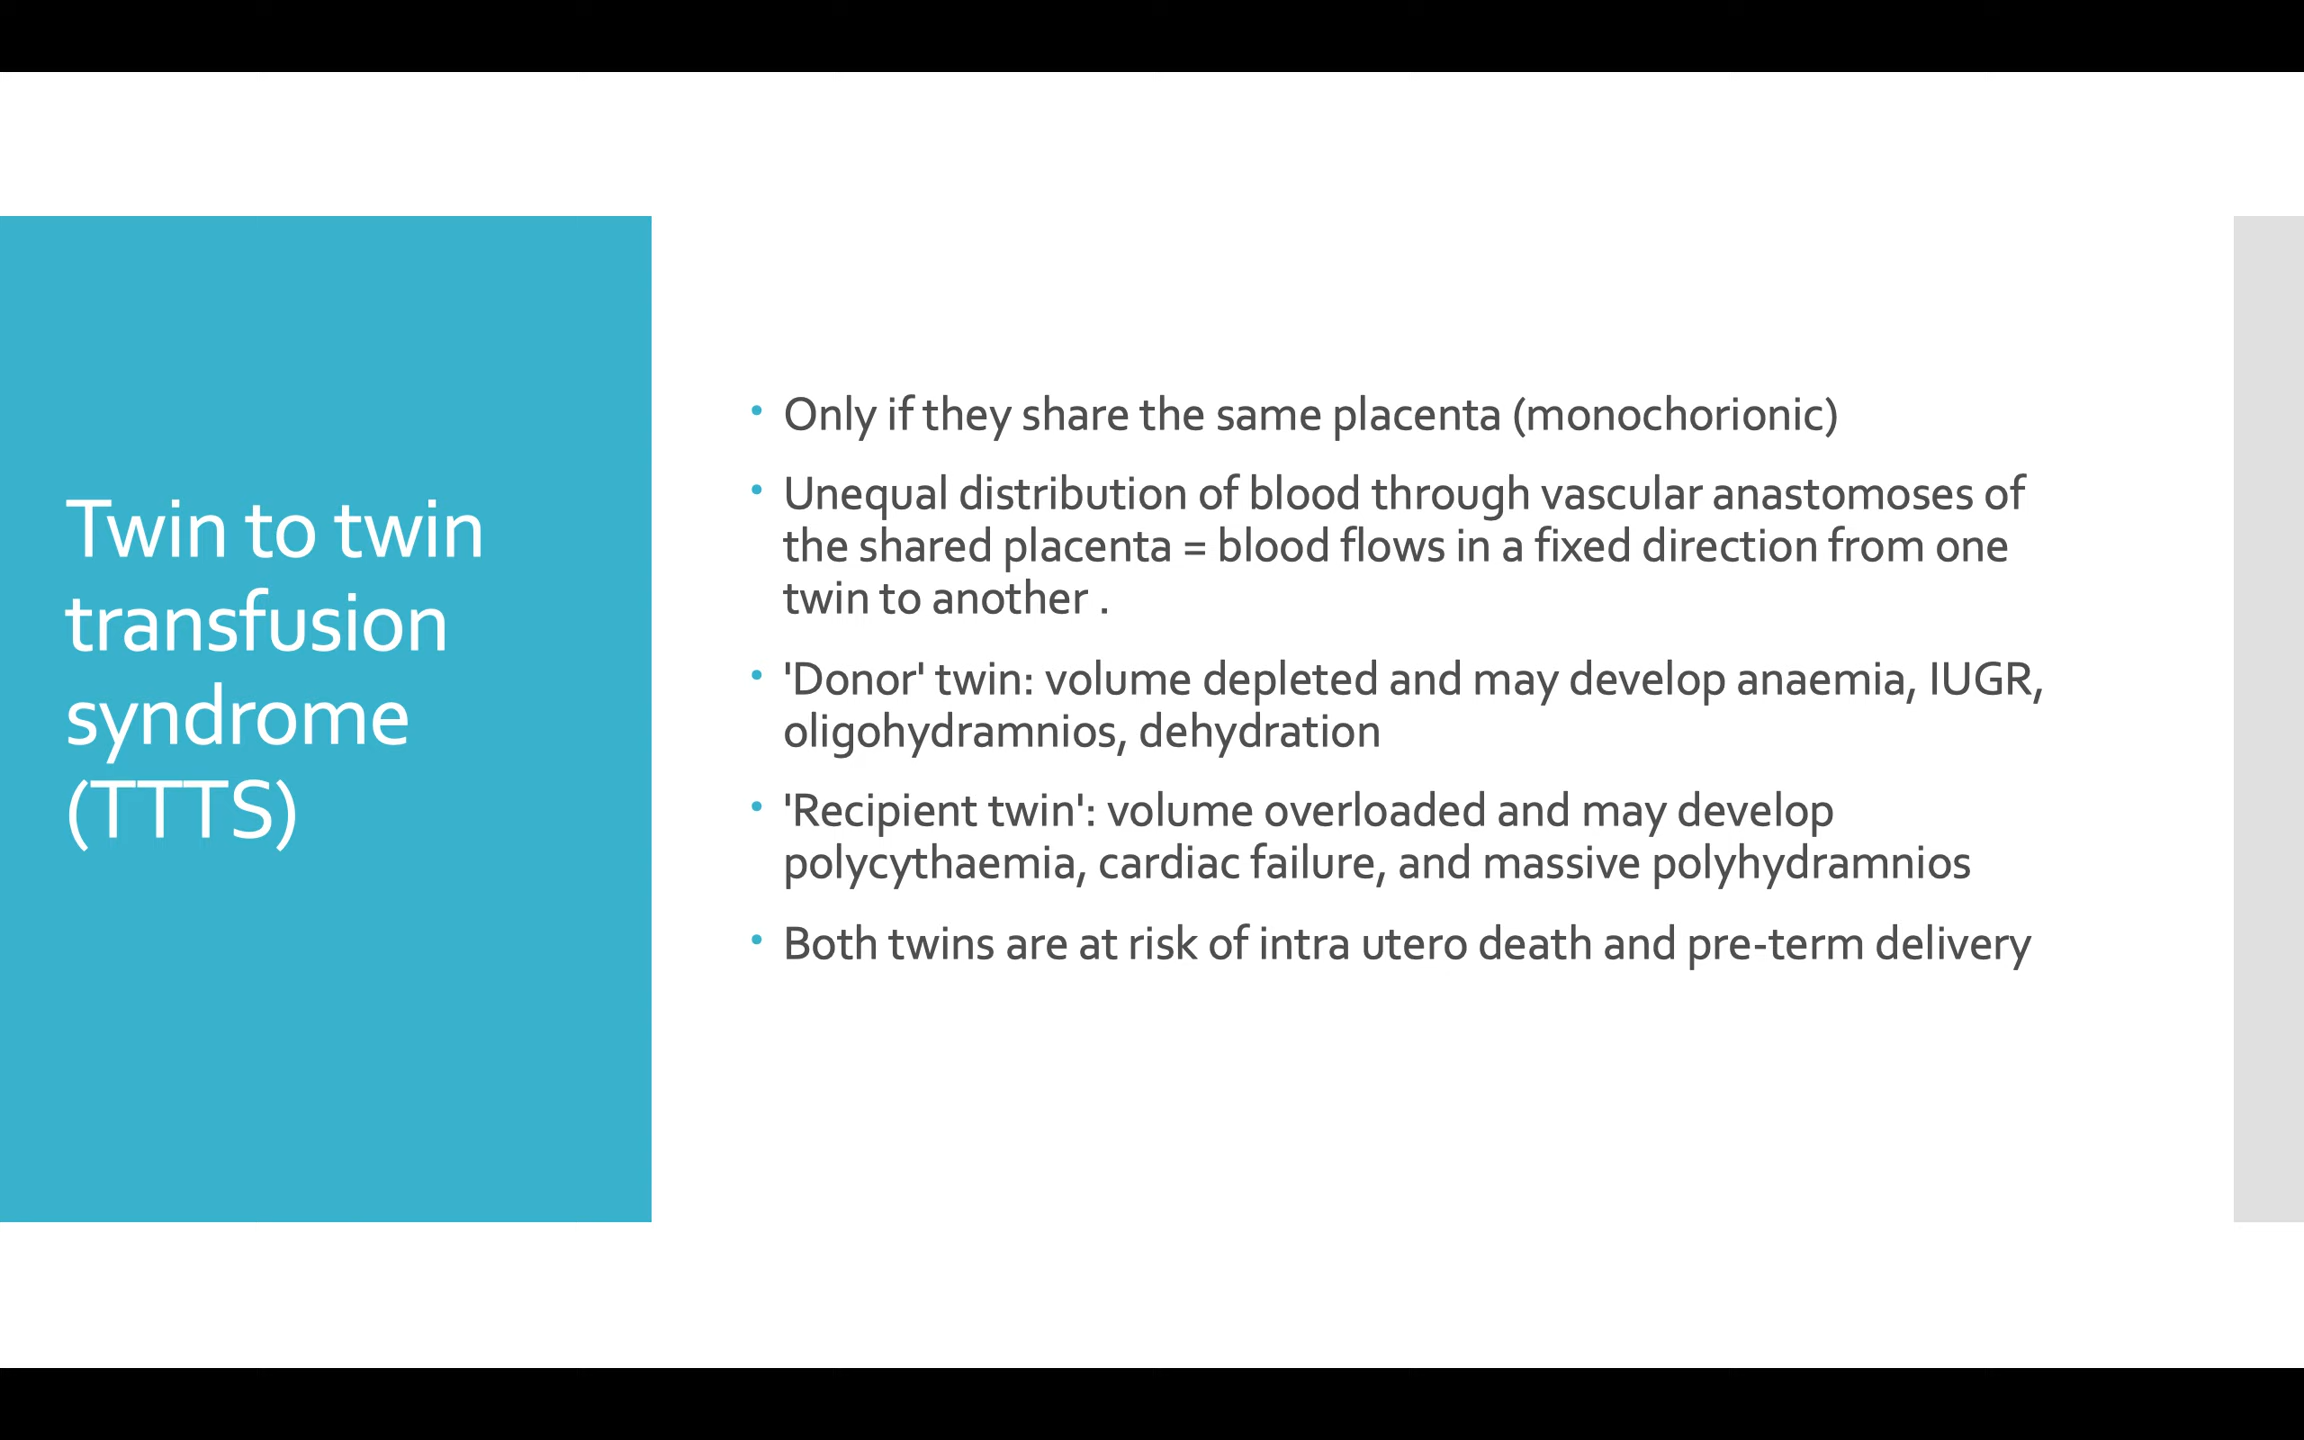 Twin to twin
transfusion
syndrome
(TTTS)
• Only if they share the same placenta (monochorionic)
• Unequal distribution of blood through vascular anastomoses of
the shared placenta = blood flows in a fixed direction from one
twin to another .
• 'Donor' twin: volume depleted and may develop anaemia, IUGR,
oligohydramnios, dehydration
• 'Recipient twin': volume overloaded and may develop
polycythaemia, cardiac failure, and massive polyhydramnios
• Both twins are at risk of intra utero death and pre-term delivery